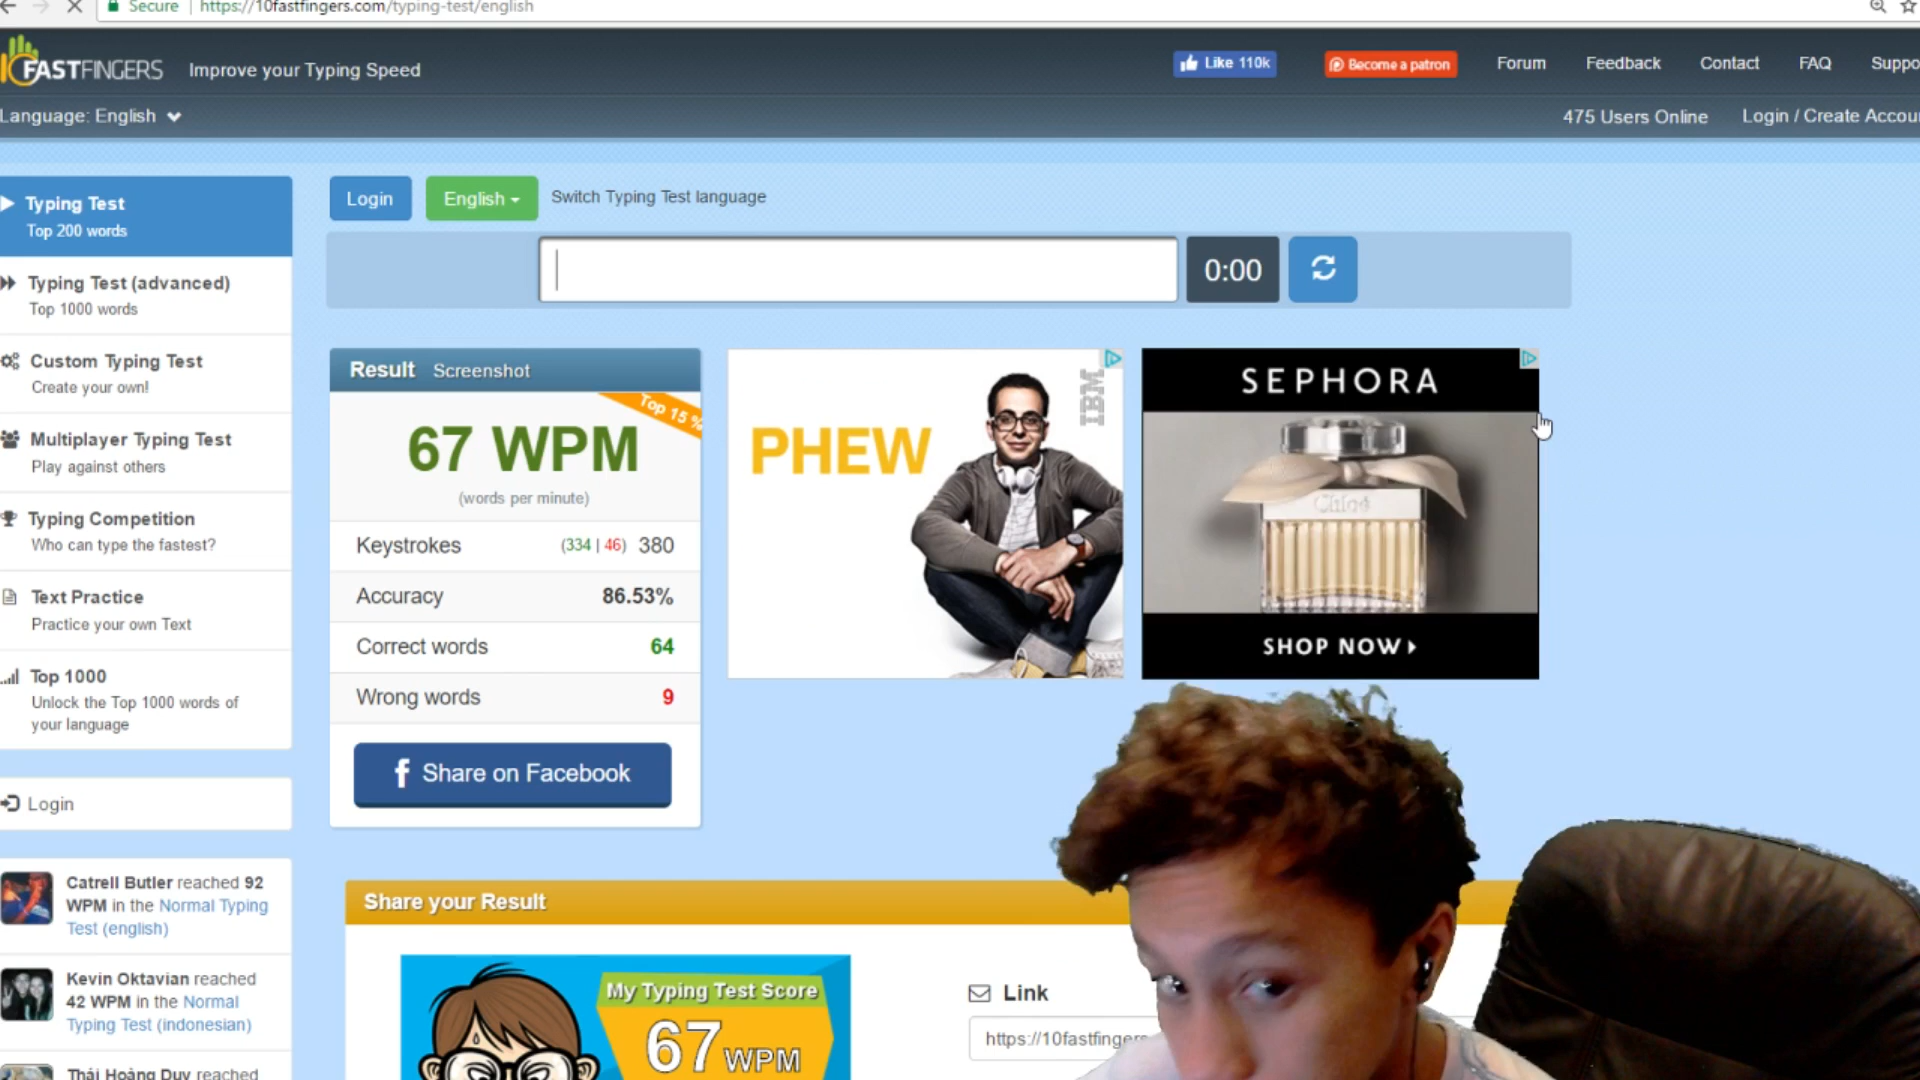 Secure
https://10fastfingers.com/typing-test/english
FASTFINGERS
Improve your Typing Speed
Like 110k
Become a patron
Forum
Feedback
Contact
FAQ
Suppo
Language: English
475 Users Online
Login / Create Accou
Typing Test
Top 200 words
Typing Test (advanced)
Top 1000 words
Custom Typing Test
Create your own!
Multiplayer Typing Test
Play against others
Typing Competition
Who can type the fastest?
Text Practice
Practice your own Text
Top 1000
Unlock the Top 1000 words of
your language
Login
Catrell Butler reached 92
WPM in the Normal Typing
Test (english)
Kevin Oktavian reached
42 WPM in the Normal
Typing Test (indonesian)
Thái Hoàng Duy reached
Login
English
Switch Typing Test language
0:00
Result
Screenshot
Top 15 %
67 WPM
(words per minute)
Keystrokes (334 | 46) 380
Accuracy 86.53%
Correct words 64
Wrong words 9
Share on Facebook
PHEW
IBM.
SEPHORA
Chloé
SHOP NOW
Share your Result
My Typing Test Score
67 WPM
Link
https://10fastfingers